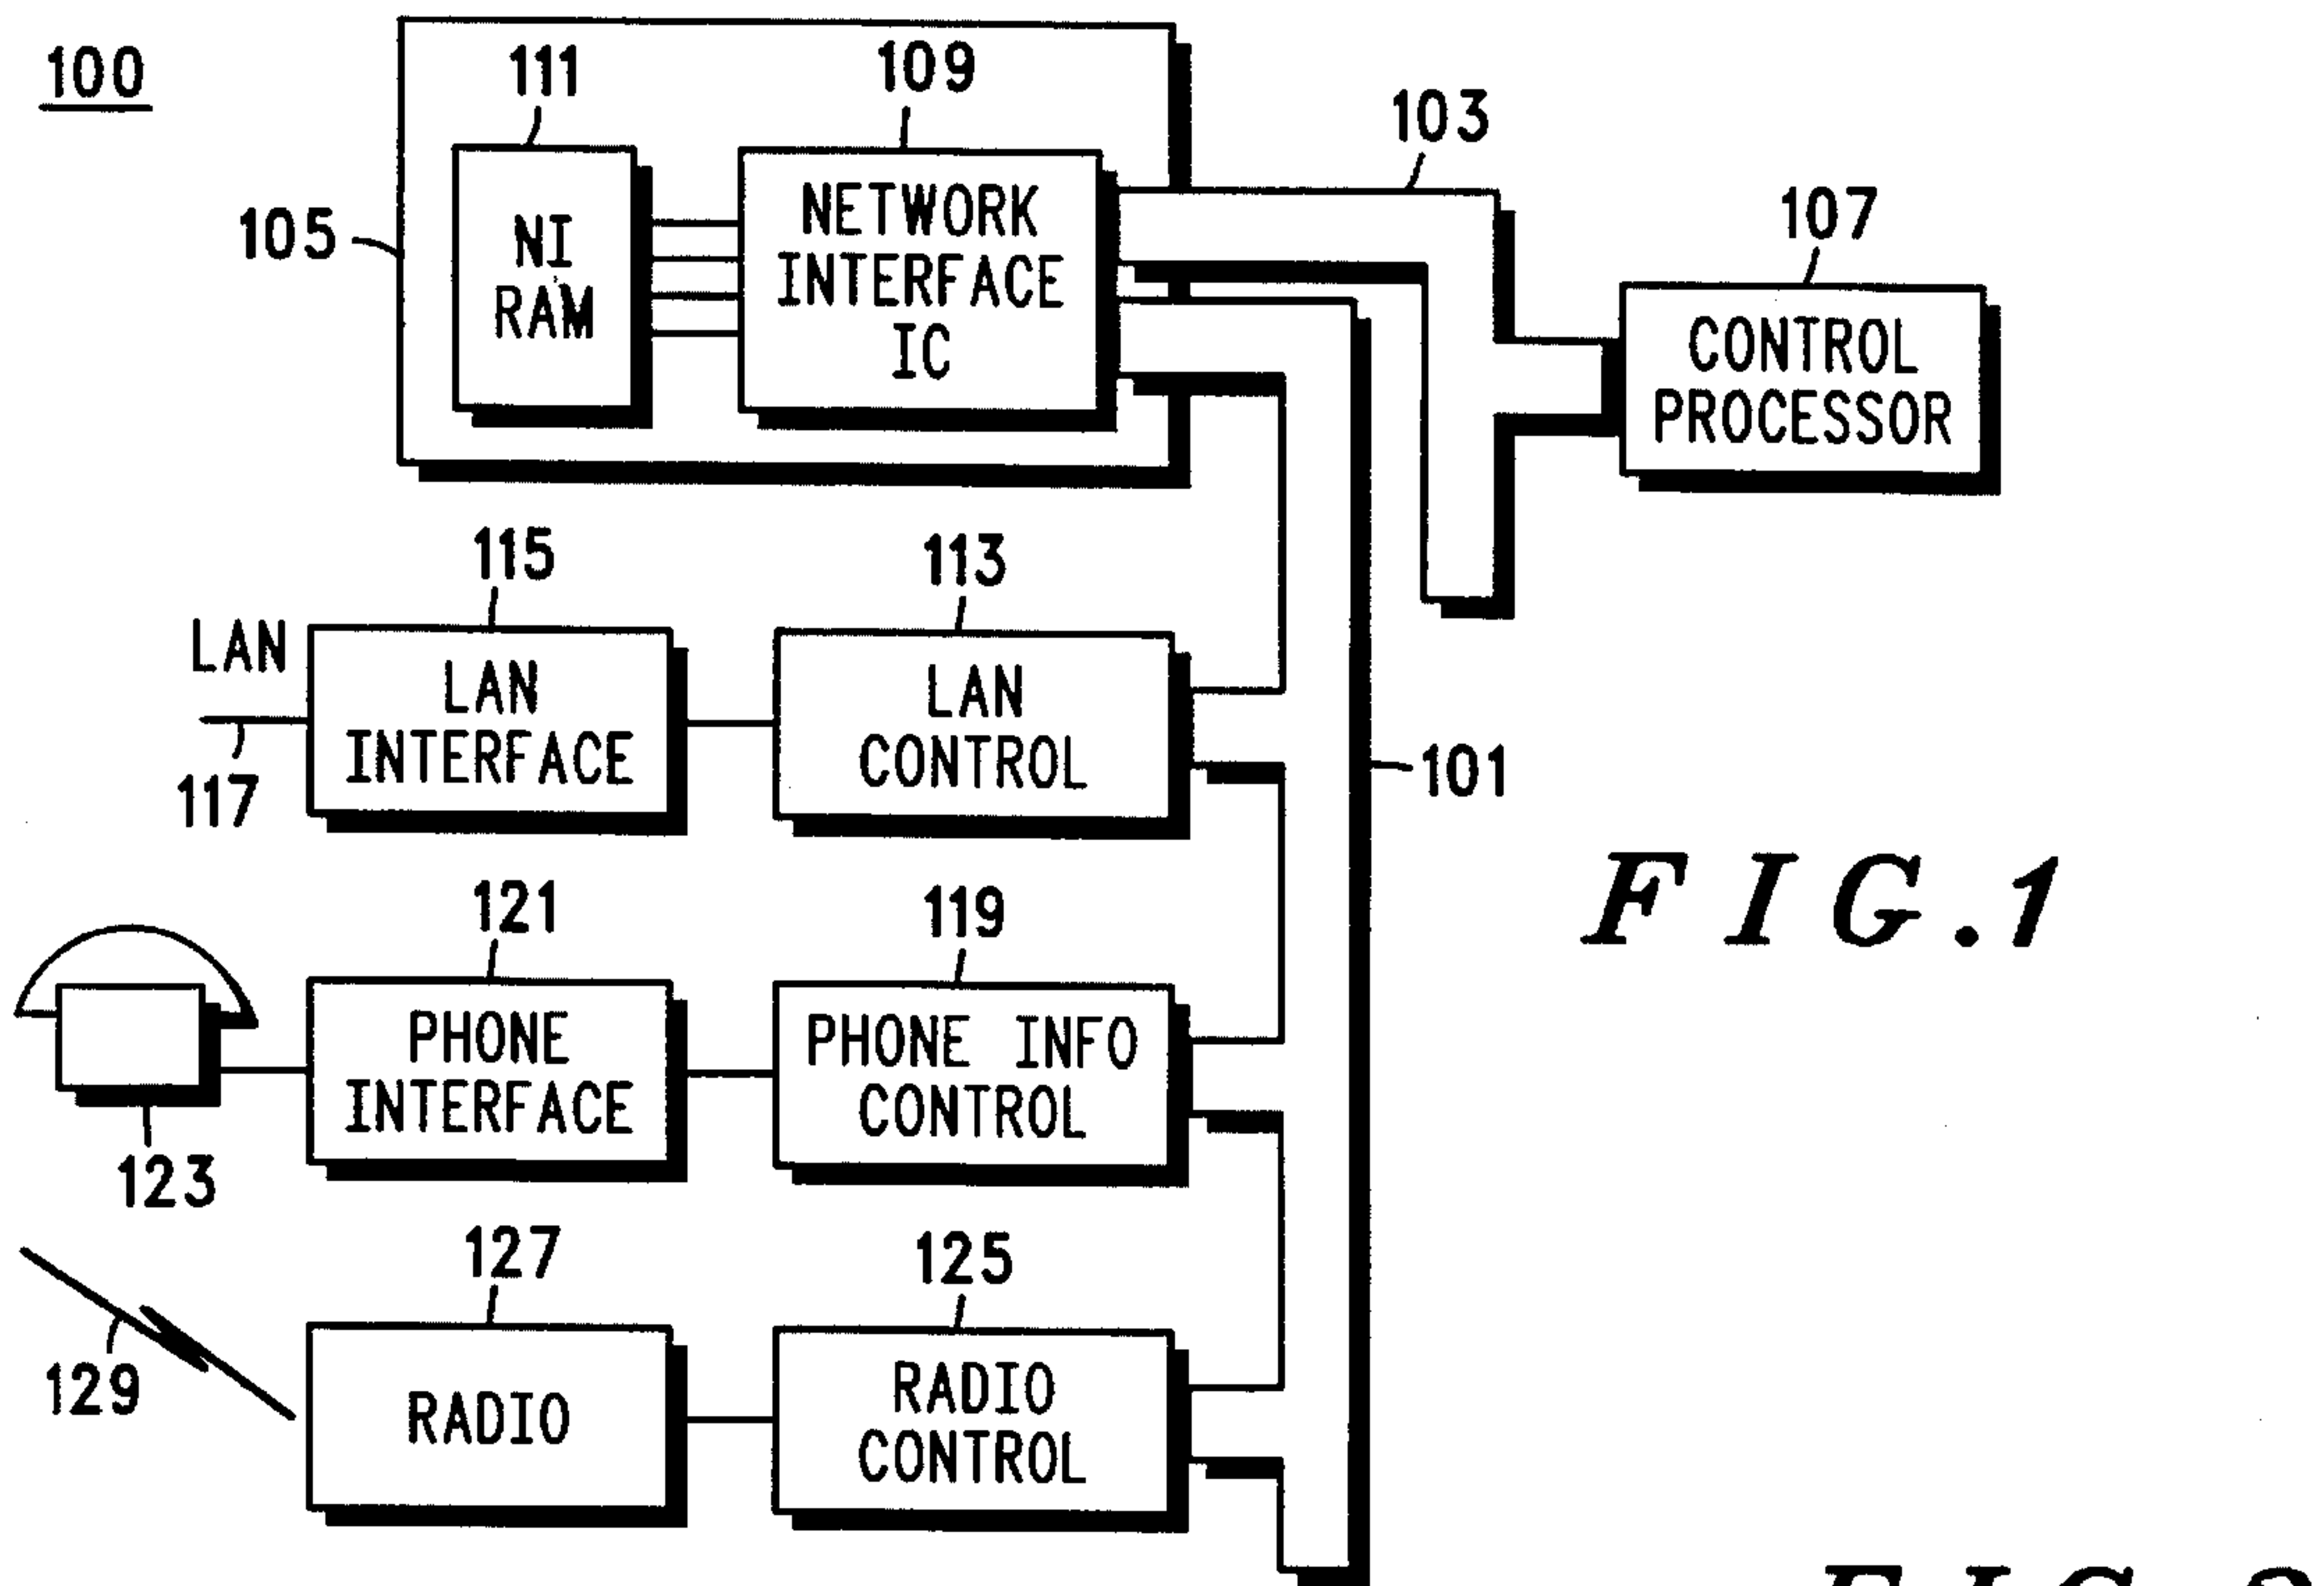 100
111
109
103
107
105
NI
RAM
NETWORK
INTERFACE
IC
CONTROL
PROCESSOR
115
113
LAN
117
LAN
INTERFACE
LAN
CONTROL
101
FIG.1
121
119
PHONE
INTERFACE
PHONE INFO
CONTROL
123
127
125
129
RADIO
RADIO
CONTROL